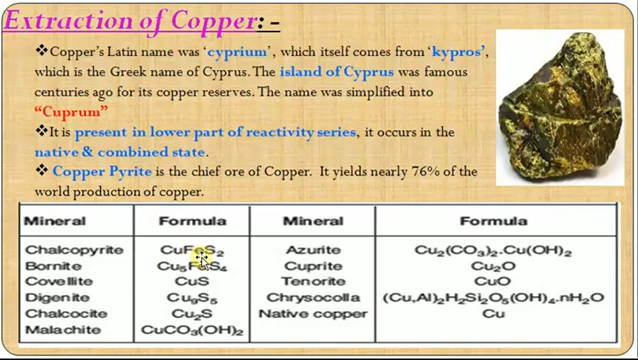 Extraction of Copper: -
❖Copper's Latin name was 'cyprium', which itself comes from 'kypros',
which is the Greek name of Cyprus. The island of Cyprus was famous
centuries ago for its copper reserves. The name was simplified into
"Cuprum"
❖It is present in lower part of reactivity series, it occurs in the
native & combined state.
❖ Copper Pyrite is the chief ore of Copper. It yields nearly 76% of the
world production of copper.
Mineral Formula Mineral Formula
Chalcopyrite CuFeS₂ Azurite Cu₂(CO₃)₂.Cu(OH)₂
Bornite Cu₅FeS₄ Cuprite Cu₂O
Covellite CuS Tenorite CuO
Digenite Cu₉S₅ Chrysocolla (Cu,Al)₂H₂Si₂O₅(OH)₄.nH₂O
Chalcocite Cu₂S Native copper Cu
Malachite CuCO₃(OH)₂